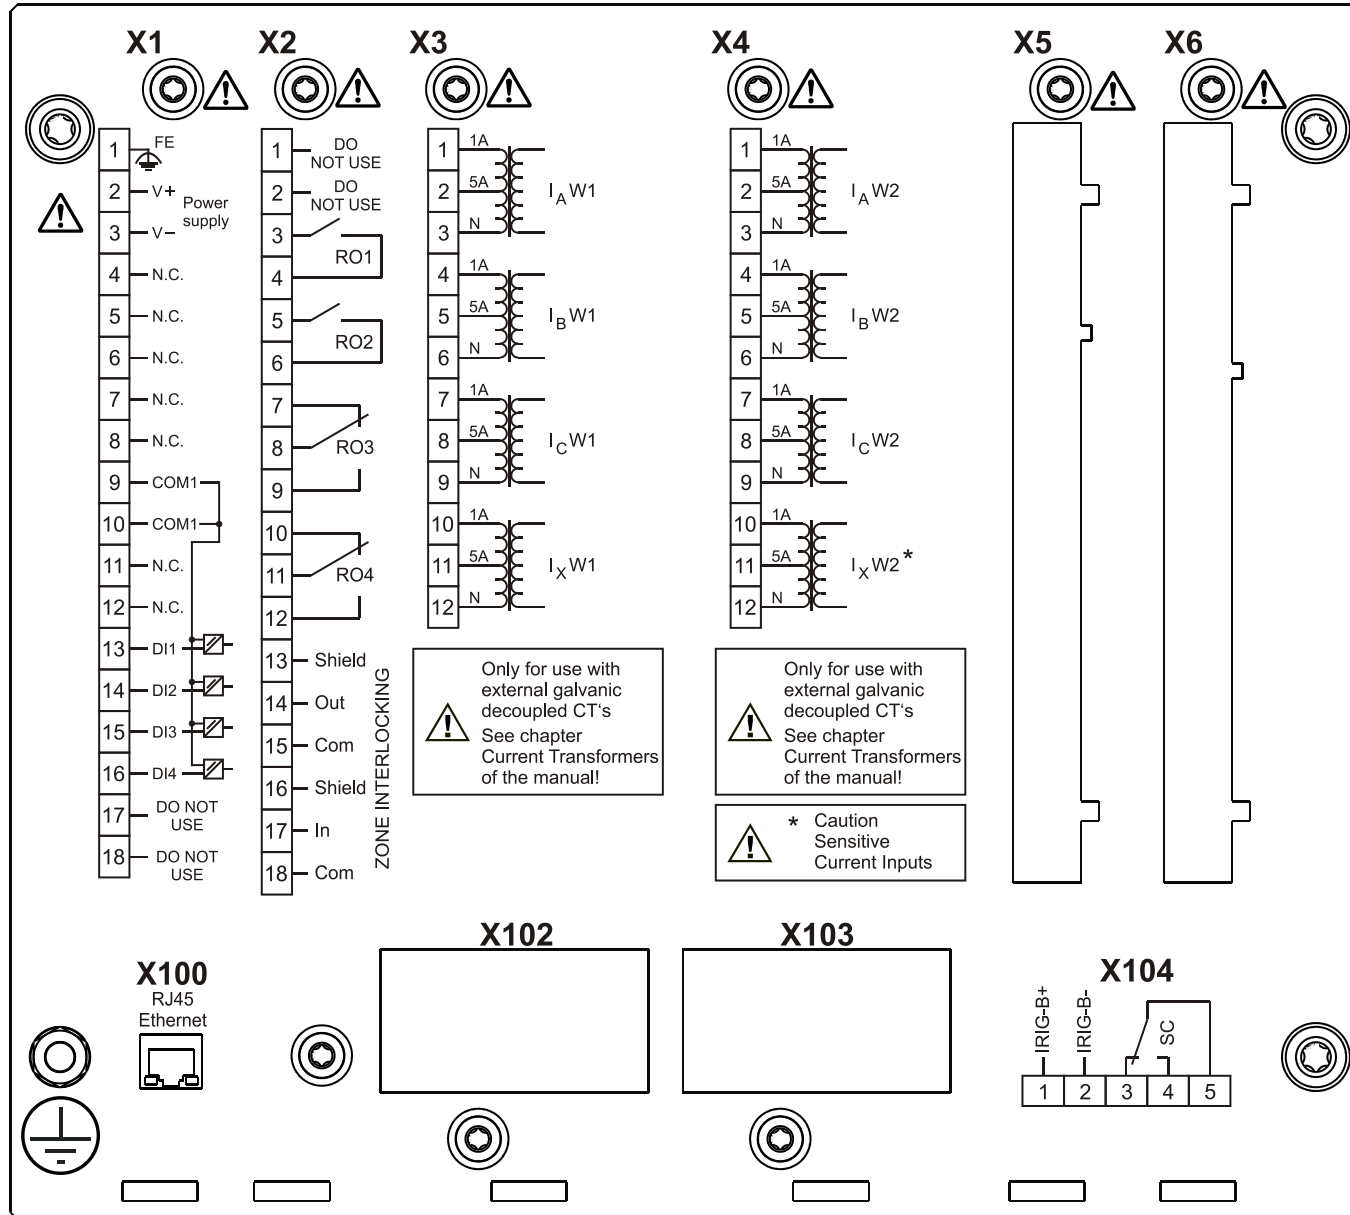 X1 X2 X3 X4 X5 X6
1 FE
2 V+
Power
supply
3 V-
4 N.C.
5 N.C.
6 N.C.
7 N.C.
8 N.C.
9 COM1
10 COM1
11 N.C.
12 N.C.
13 DI1
14 DI2
15 DI3
16 DI4
17 DO NOT
USE
18 DO NOT
USE
1 DO
NOT USE
2 DO
NOT USE
3
RO1
4
5
RO2
6
7
8 RO3
9
10
11 RO4
12
13 Shield
14 Out
15 Com
16 Shield
17 In
18 Com
ZONE INTERLOCKING
1 1A
2 5A IA W1
3 N
4 1A
5 5A IB W1
6 N
7 1A
8 5A IC W1
9 N
10 1A
11 5A IX W1
12 N
Only for use with
external galvanic
decoupled CT's
See chapter
Current Transformers
of the manual!
1 1A
2 5A IA W2
3 N
4 1A
5 5A IB W2
6 N
7 1A
8 5A IC W2
9 N
10 1A
11 5A IX W2 *
12 N
Only for use with
external galvanic
decoupled CT's
See chapter
Current Transformers
of the manual!
* Caution
Sensitive
Current Inputs
X100
RJ45
Ethernet
X102
X103
X104
IRIG-B+
IRIG-B-
SC
1 2 3 4 5